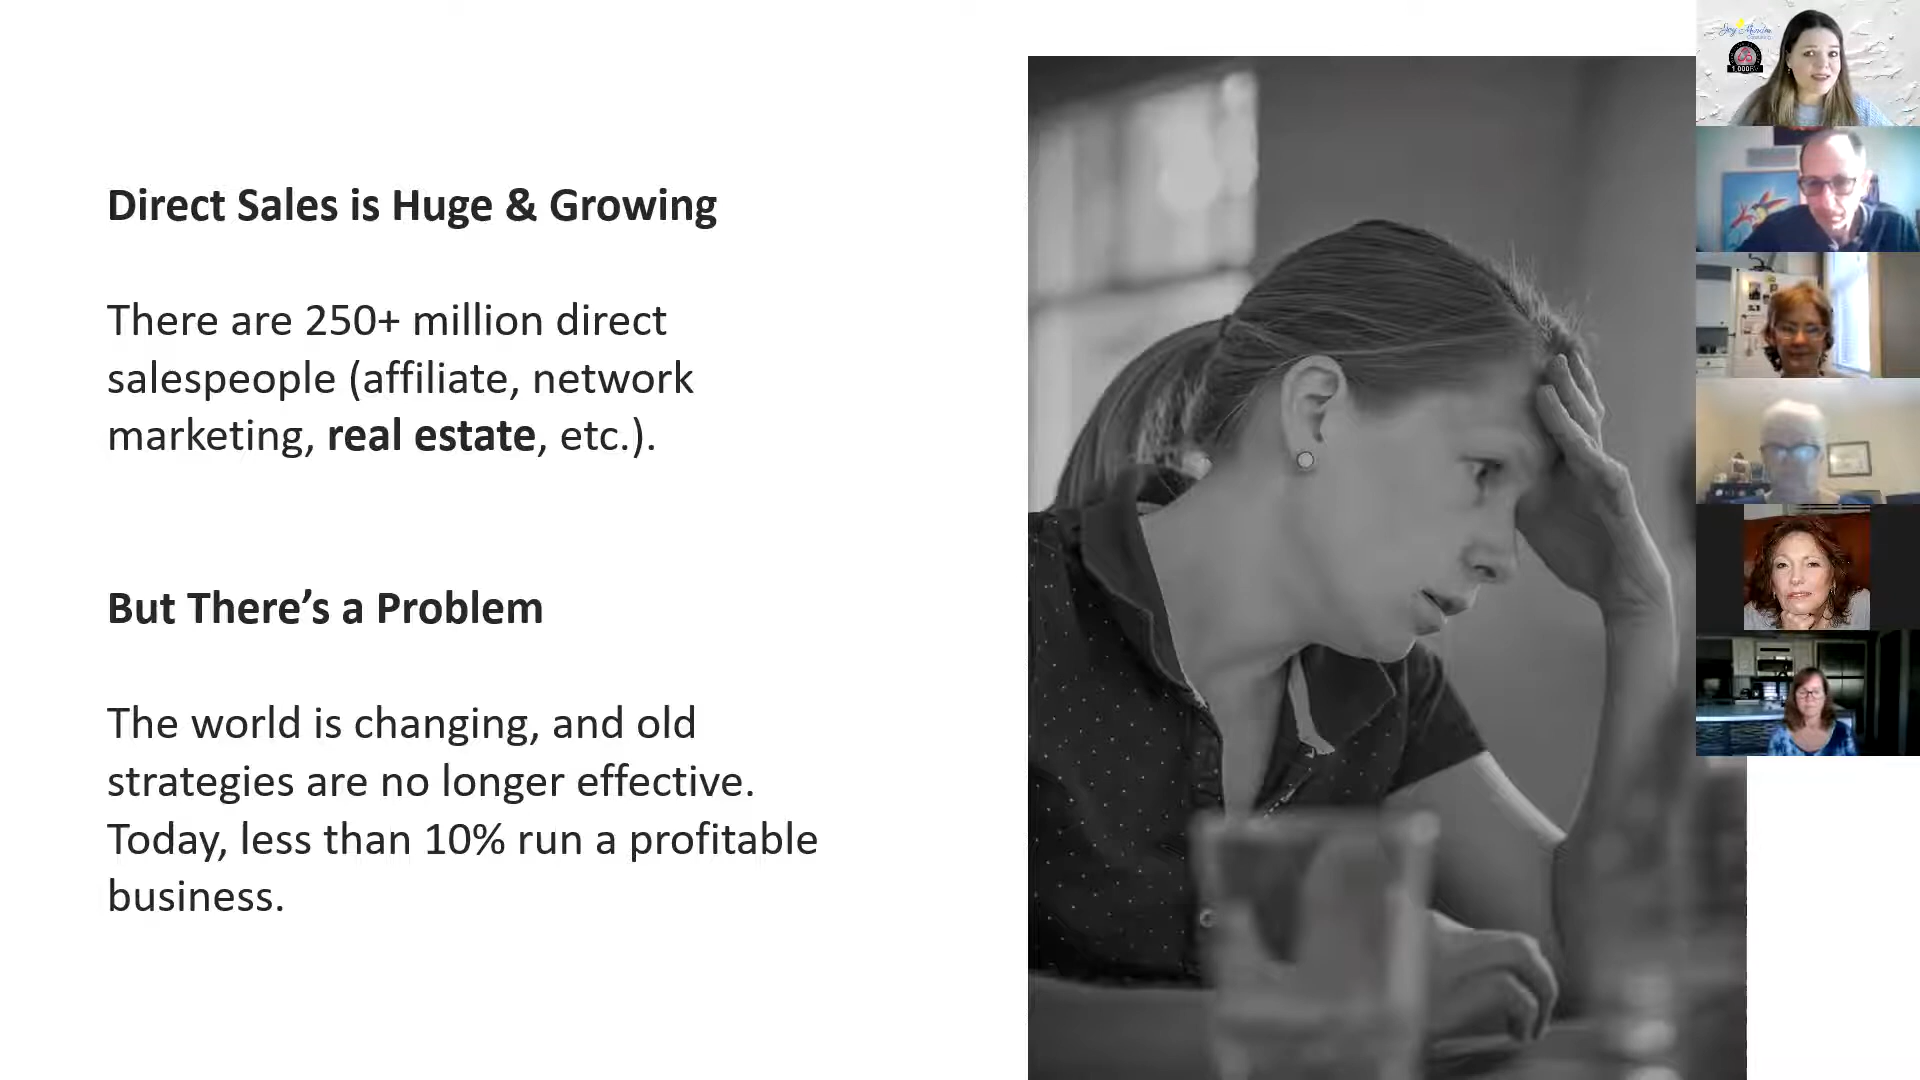 Direct Sales is Huge & Growing
There are 250+ million direct
salespeople (affiliate, network
marketing, real estate, etc.).
But There’s a Problem
The world is changing, and old
strategies are no longer effective.
Today, less than 10% run a profitable
business.